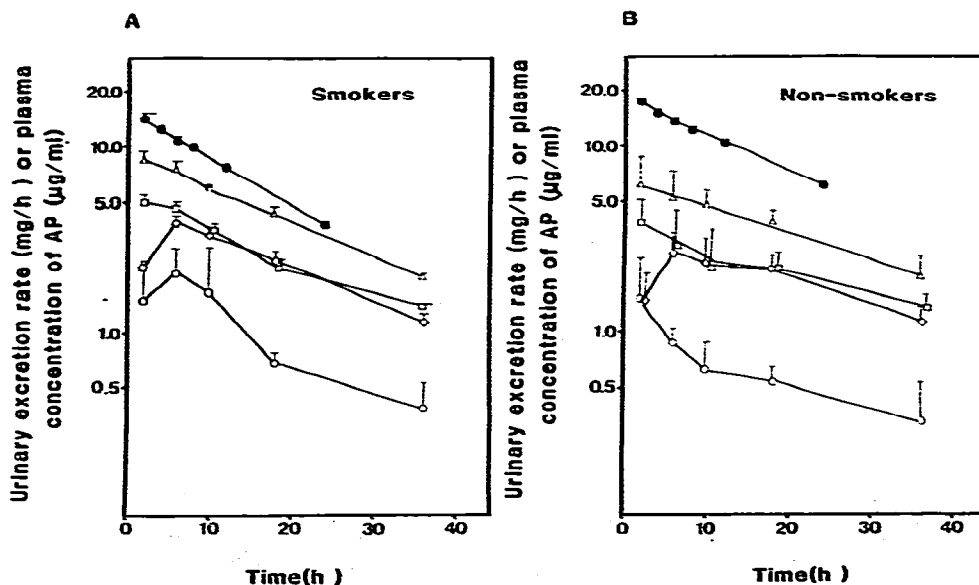 A
Urinary excretion rate (mg/h) or plasma
concentration of AP (µg/ml)
Smokers
20.0
10.0
5.0
1.0
0.5
0
10
20
30
40
Time(h)
B
Urinary excretion rate (mg/h) or plasma
concentration of AP (µg/ml)
Non-smokers
20.0
10.0
5.0
1.0
0.5
0
10
20
30
40
Time(h)